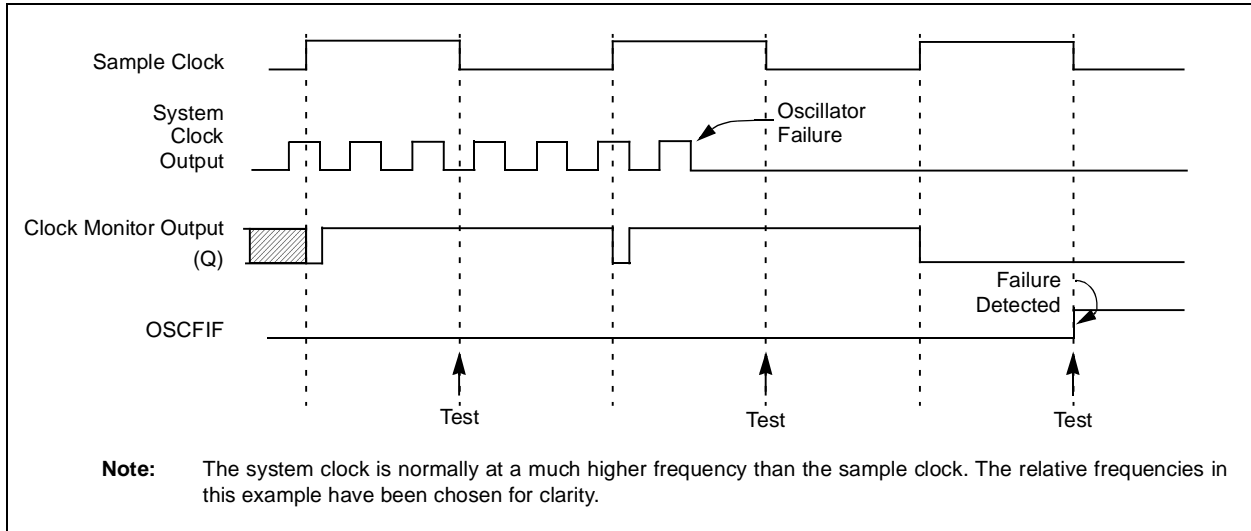 Sample Clock
System
Clock
Output
Oscillator
Failure
Clock Monitor Output
(Q)
Failure
Detected
OSCFIF
Test
Test
Test
Note: The system clock is normally at a much higher frequency than the sample clock. The relative frequencies in
this example have been chosen for clarity.